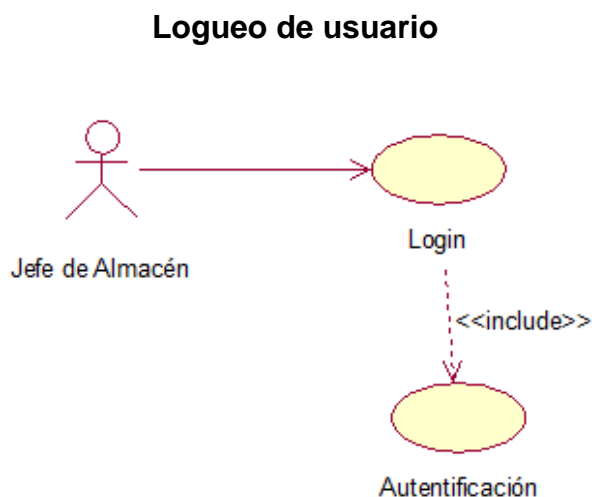 Logueo de usuario
Login
Jefe de Almacén
<<include>>
Autentificación